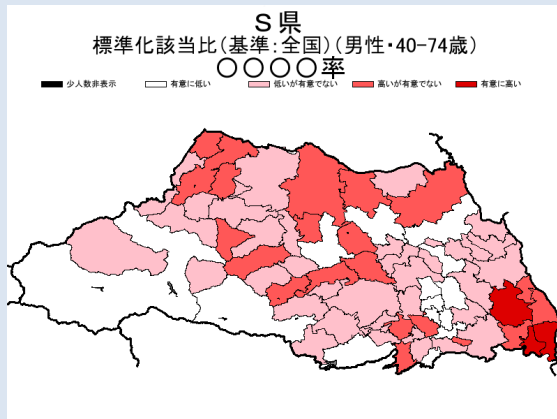 S県
標準化該当比(基準:全国)(男性・40-74歳)
○○○○率
少人数非表示 有意に低い 低いが有意でない 高いが有意でない 有意に高い